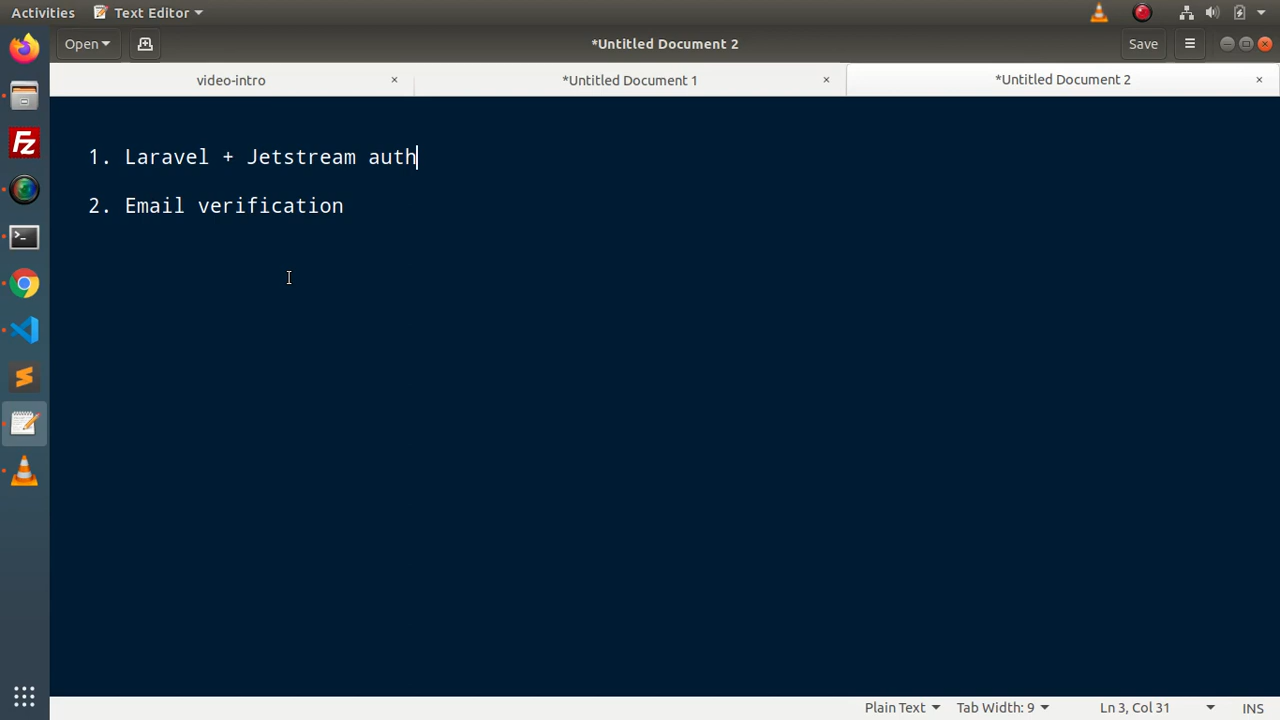 Activities Text Editor
Open *Untitled Document 2 Save
video-intro *Untitled Document 1 *Untitled Document 2
1. Laravel + Jetstream auth
2. Email verification
Plain Text Tab Width: 9 Ln 3, Col 31 INS